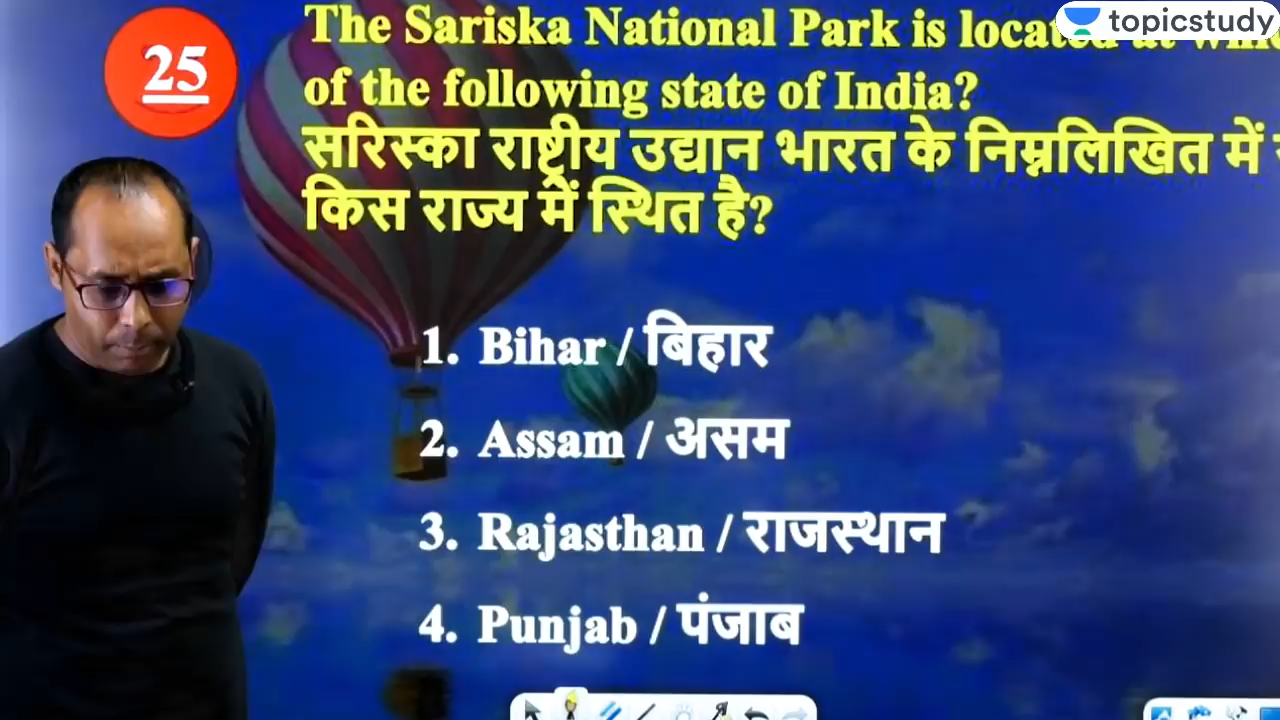 25
The Sariska National Park is located at
of the following state of India?
सरिस्का राष्ट्रीय उद्यान भारत के निम्नलिखित में
किस राज्य में स्थित है?
1. Bihar / बिहार
2. Assam / असम
3. Rajasthan / राजस्थान
4. Punjab / पंजाब
topicstudy